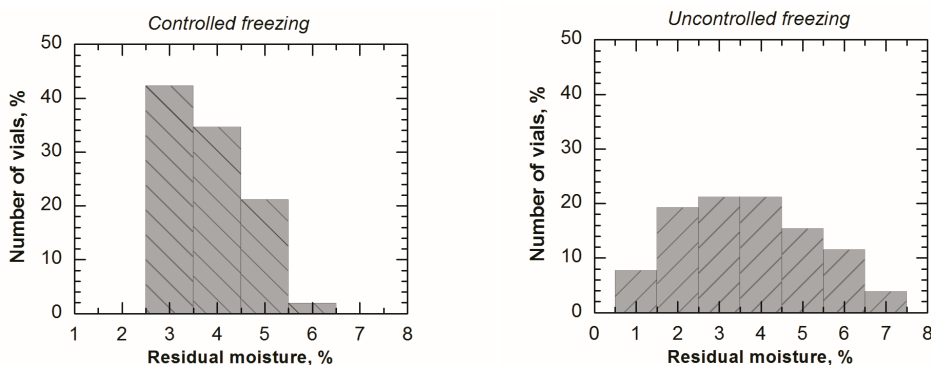 Controlled freezing
50
40
30
20
10
0
Number of vials, %
1 2 3 4 5 6 7 8
Residual moisture, %
Uncontrolled freezing
50
40
30
20
10
0
Number of vials, %
0 1 2 3 4 5 6 7 8
Residual moisture, %